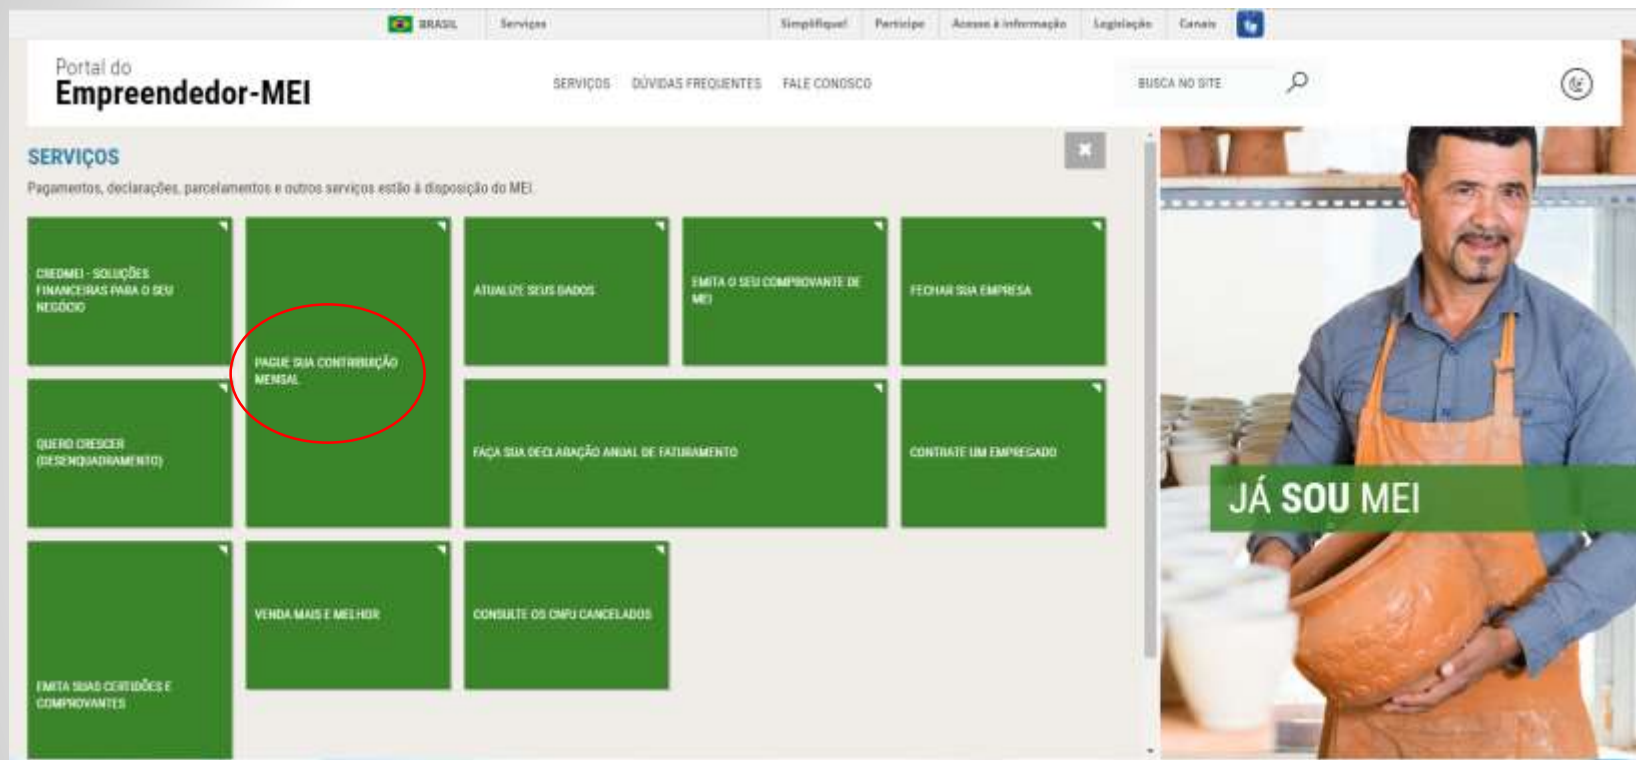 BRASIL
Serviços
Simplifique!
Participe
Acesso à informação
Legislação
Canais
Portal do
Empreendedor-MEI
SERVIÇOS
DÚVIDAS FREQUENTES
FALE CONOSCO
BUSCA NO SITE
SERVIÇOS
Pagamentos, declarações, parcelamentos e outros serviços estão à disposição do MEI.
CREDMEI - SOLUÇÕES
FINANCEIRAS PARA O SEU
NEGÓCIO
PAGUE SUA CONTRIBUIÇÃO
MENSAL
ATUALIZE SEUS DADOS
EMITA O SEU COMPROVANTE DE
MEI
FECHAR SUA EMPRESA
QUERO CRESCER
(DESENQUADRAMENTO)
FAÇA SUA DECLARAÇÃO ANUAL DE FATURAMENTO
CONTRATE UM EMPREGADO
JÁ SOU MEI
EMITA SUAS CERTIDÕES E
COMPROVANTES
VENDA MAIS E MELHOR
CONSULTE OS CNPJ CANCELADOS